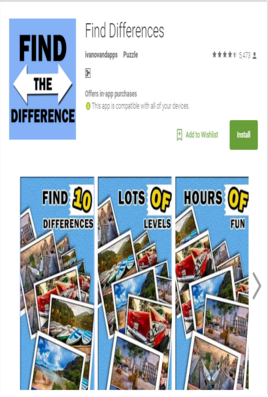 FIND
THE
DIFFERENCE
Find Differences
ivanovandapps Puzzle
5,473
Offers in-app purchases
This app is compatible with all of your devices.
Add to Wishlist
Install
FIND 10
DIFFERENCES
LOTS OF
LEVELS
HOURS OF
FUN